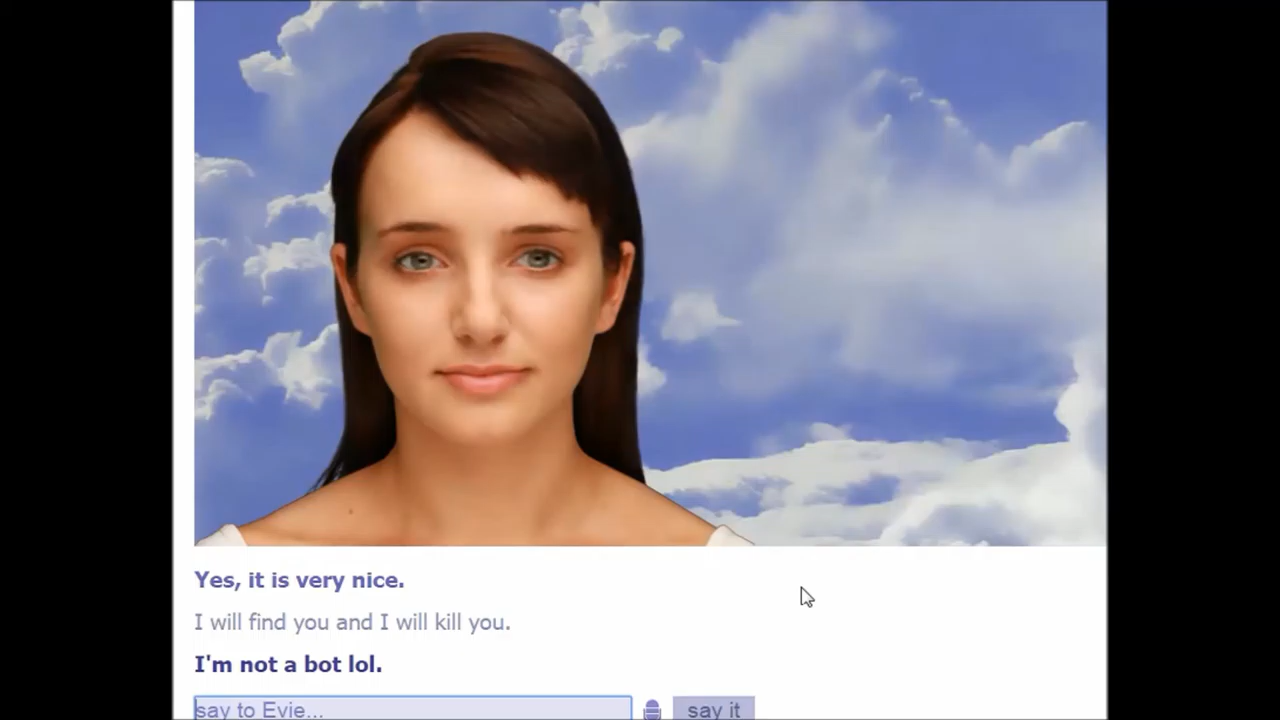 Yes, it is very nice.
I will find you and I will kill you.
I'm not a bot lol.
say to Evie...
say it